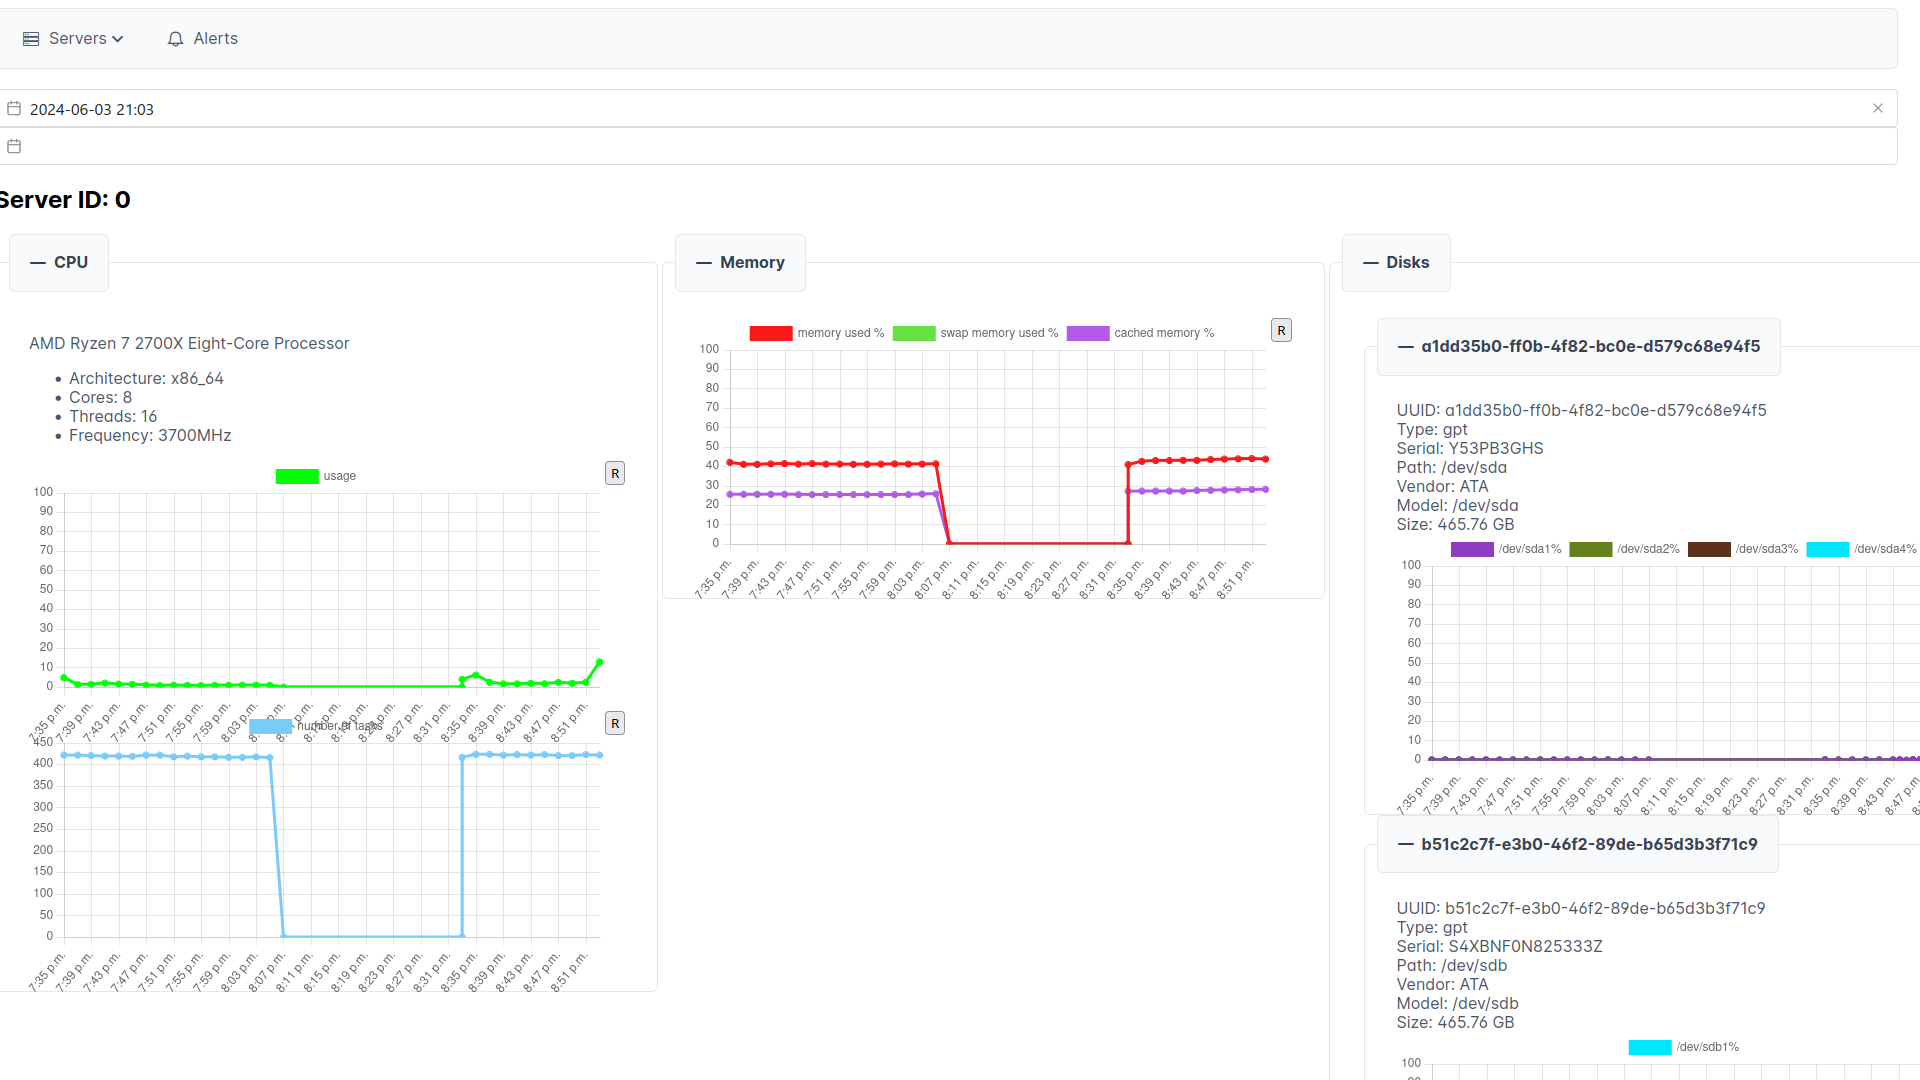 Servers
Alerts
2024-06-03 21:03
Server ID: 0
CPU
AMD Ryzen 7 2700X Eight-Core Processor
• Architecture: x86_64
• Cores: 8
• Threads: 16
• Frequency: 3700MHz
usage
R
100
90
80
70
60
50
40
30
20
10
0
7:35 p.m.
7:39 p.m.
7:43 p.m.
7:47 p.m.
7:51 p.m.
7:55 p.m.
7:59 p.m.
8:03 p.m.
8:19 p.m.
8:23 p.m.
8:27 p.m.
8:31 p.m.
8:35 p.m.
8:39 p.m.
8:43 p.m.
8:47 p.m.
8:51 p.m.
number of tasks
R
450
400
350
300
250
200
150
100
50
0
7:35 p.m.
7:39 p.m.
7:43 p.m.
7:47 p.m.
7:51 p.m.
7:55 p.m.
7:59 p.m.
8:03 p.m.
8:07 p.m.
8:11 p.m.
8:15 p.m.
8:19 p.m.
8:23 p.m.
8:27 p.m.
8:31 p.m.
8:35 p.m.
8:39 p.m.
8:43 p.m.
8:47 p.m.
8:51 p.m.
Memory
memory used % swap memory used % cached memory %
R
100
90
80
70
60
50
40
30
20
10
0
7:35 p.m.
7:39 p.m.
7:43 p.m.
7:47 p.m.
7:51 p.m.
7:55 p.m.
7:59 p.m.
8:03 p.m.
8:07 p.m.
8:11 p.m.
8:15 p.m.
8:19 p.m.
8:23 p.m.
8:27 p.m.
8:31 p.m.
8:35 p.m.
8:39 p.m.
8:43 p.m.
8:47 p.m.
8:51 p.m.
Disks
a1dd35b0-ff0b-4f82-bc0e-d579c68e94f5
UUID: a1dd35b0-ff0b-4f82-bc0e-d579c68e94f5
Type: gpt
Serial: Y53PB3GHS
Path: /dev/sda
Vendor: ATA
Model: /dev/sda
Size: 465.76 GB
/dev/sda1% /dev/sda2% /dev/sda3% /dev/sda4%
100
90
80
70
60
50
40
30
20
10
0
7:35 p.m.
7:39 p.m.
7:43 p.m.
7:47 p.m.
7:51 p.m.
7:55 p.m.
7:59 p.m.
8:03 p.m.
8:07 p.m.
8:11 p.m.
8:15 p.m.
8:19 p.m.
8:23 p.m.
8:27 p.m.
8:31 p.m.
8:35 p.m.
8:39 p.m.
8:43 p.m.
8:47 p.m.
b51c2c7f-e3b0-46f2-89de-b65d3b3f71c9
UUID: b51c2c7f-e3b0-46f2-89de-b65d3b3f71c9
Type: gpt
Serial: S4XBNF0N825333Z
Path: /dev/sdb
Vendor: ATA
Model: /dev/sdb
Size: 465.76 GB
/dev/sdb1%
100